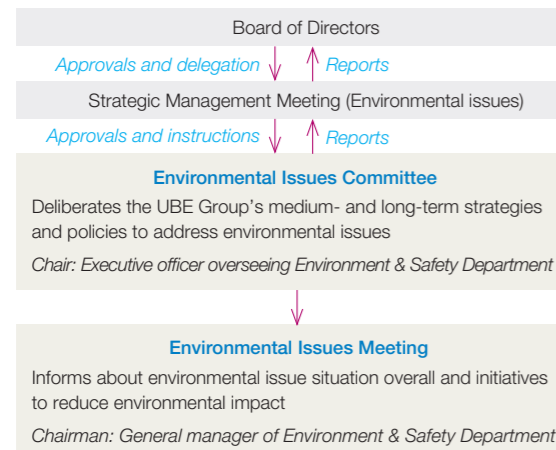 Board of Directors
Approvals and delegation Reports
Strategic Management Meeting (Environmental issues)
Approvals and instructions Reports
Environmental Issues Committee
Deliberates the UBE Group's medium- and long-term strategies
and policies to address environmental issues
Chair: Executive officer overseeing Environment & Safety Department
Environmental Issues Meeting
Informs about environmental issue situation overall and initiatives
to reduce environmental impact
Chairman: General manager of Environment & Safety Department